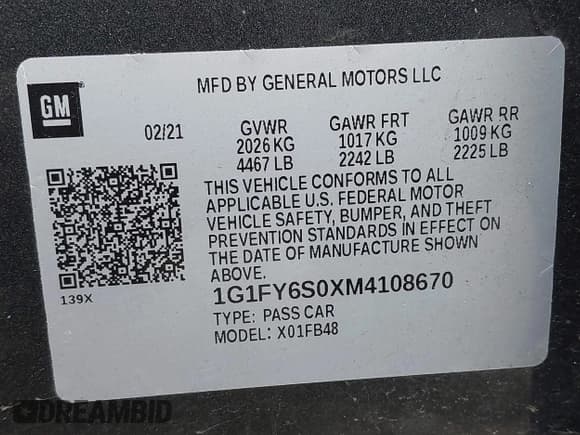 MFD BY GENERAL MOTORS LLC
GM
02/21 GVWR GAWR FRT GAWR RR
2026 KG 1017 KG 1009 KG
4467 LB 2242 LB 2225 LB
THIS VEHICLE CONFORMS TO ALL
APPLICABLE U.S. FEDERAL MOTOR
VEHICLE SAFETY, BUMPER, AND THEFT
PREVENTION STANDARDS IN EFFECT ON
THE DATE OF MANUFACTURE SHOWN
ABOVE.
139X
1G1FY6S0XM4108670
TYPE: PASS CAR
MODEL: X01FB48
DREAMBID